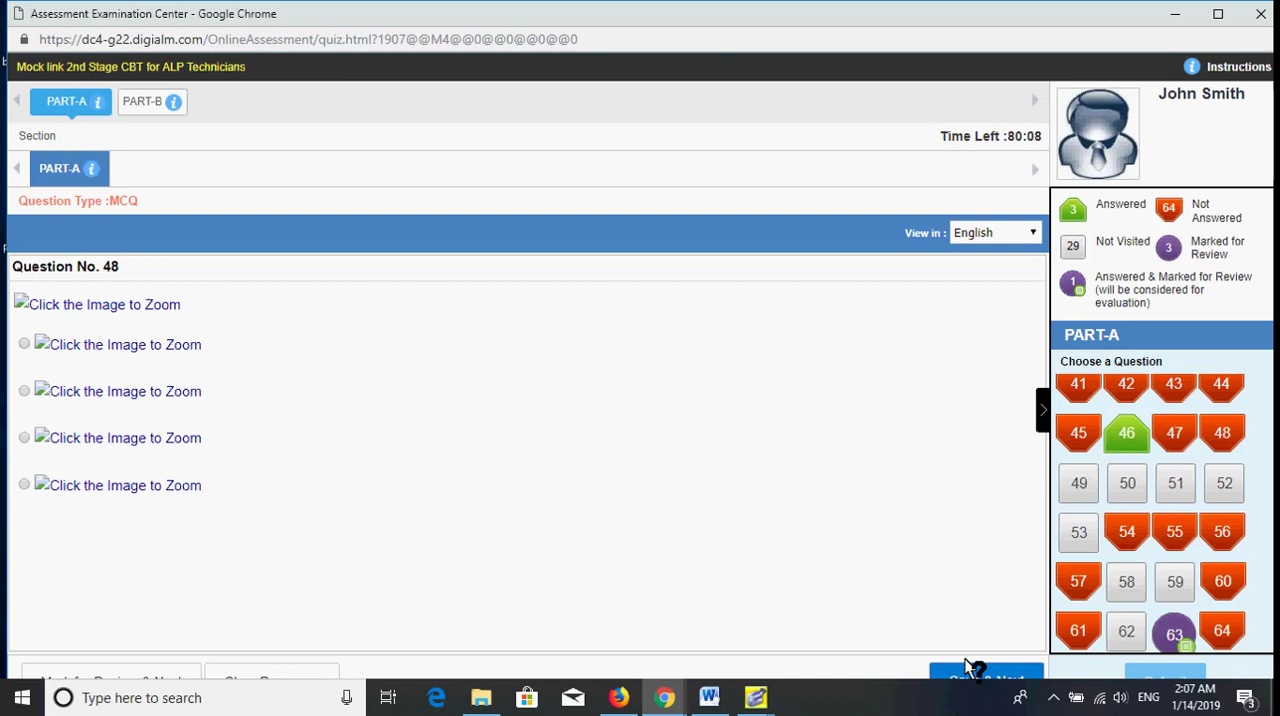 Assessment Examination Center - Google Chrome
https://dc4-g22.digialm.com/OnlineAssessment/quiz.html?1907@@M4@@0@@0@@0@@0
Mock link 2nd Stage CBT for ALP Technicians
Instructions
PART-A i PART-B i
John Smith
Section
Time Left :80:08
PART-A i
Question Type :MCQ
View in : English
3 Answered 64 Not Answered
29 Not Visited 3 Marked for Review
1 Answered & Marked for Review (will be considered for evaluation)
Question No. 48
Click the Image to Zoom
Click the Image to Zoom
Click the Image to Zoom
Click the Image to Zoom
Click the Image to Zoom
PART-A
Choose a Question
41 42 43 44
45 46 47 48
49 50 51 52
53 54 55 56
57 58 59 60
61 62 63 64
Type here to search
ENG
2:07 AM
1/14/2019
3